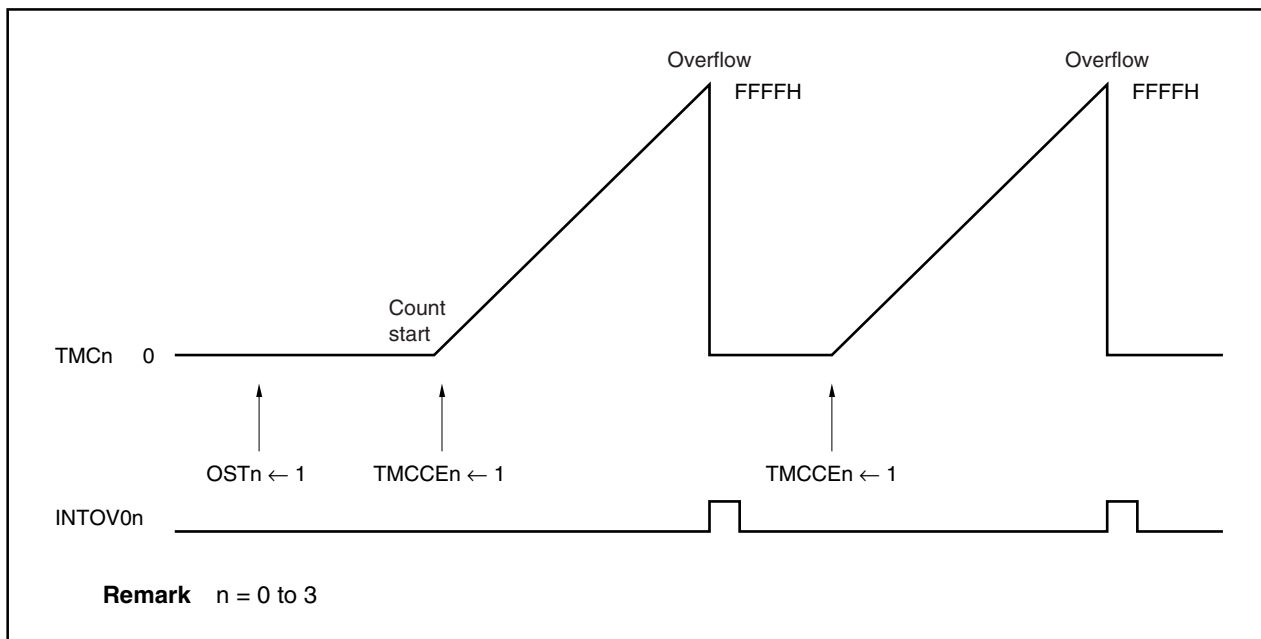 Overflow
Overflow
FFFFH
FFFFH
Count
start
TMCn 0
OSTn ← 1
TMCCEn ← 1
TMCCEn ← 1
INTOV0n
Remark n = 0 to 3